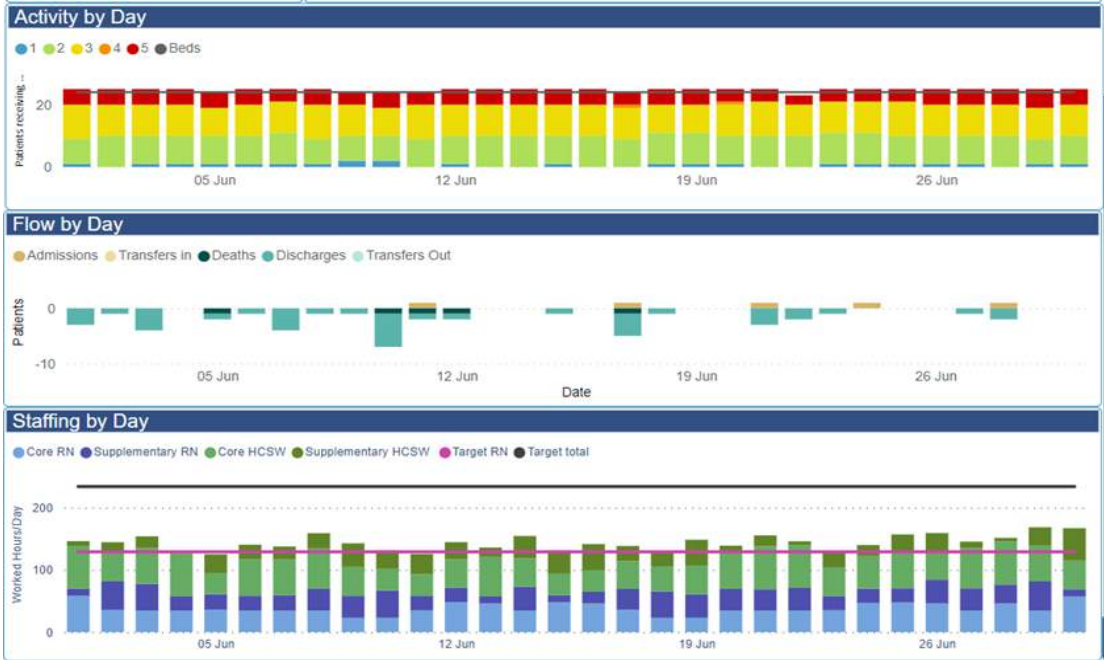 Activity by Day
1 2 3 4 5 Beds
Patients receiving ...
20
0
05 Jun 12 Jun 19 Jun 26 Jun
Flow by Day
Admissions Transfers in Deaths Discharges Transfers Out
Patients
0
-10
05 Jun 12 Jun 19 Jun 26 Jun
Date
Staffing by Day
Core RN Supplementary RN Core HCSW Supplementary HCSW Target RN Target total
Worked Hours/Day
200
100
0
05 Jun 12 Jun 19 Jun 26 Jun